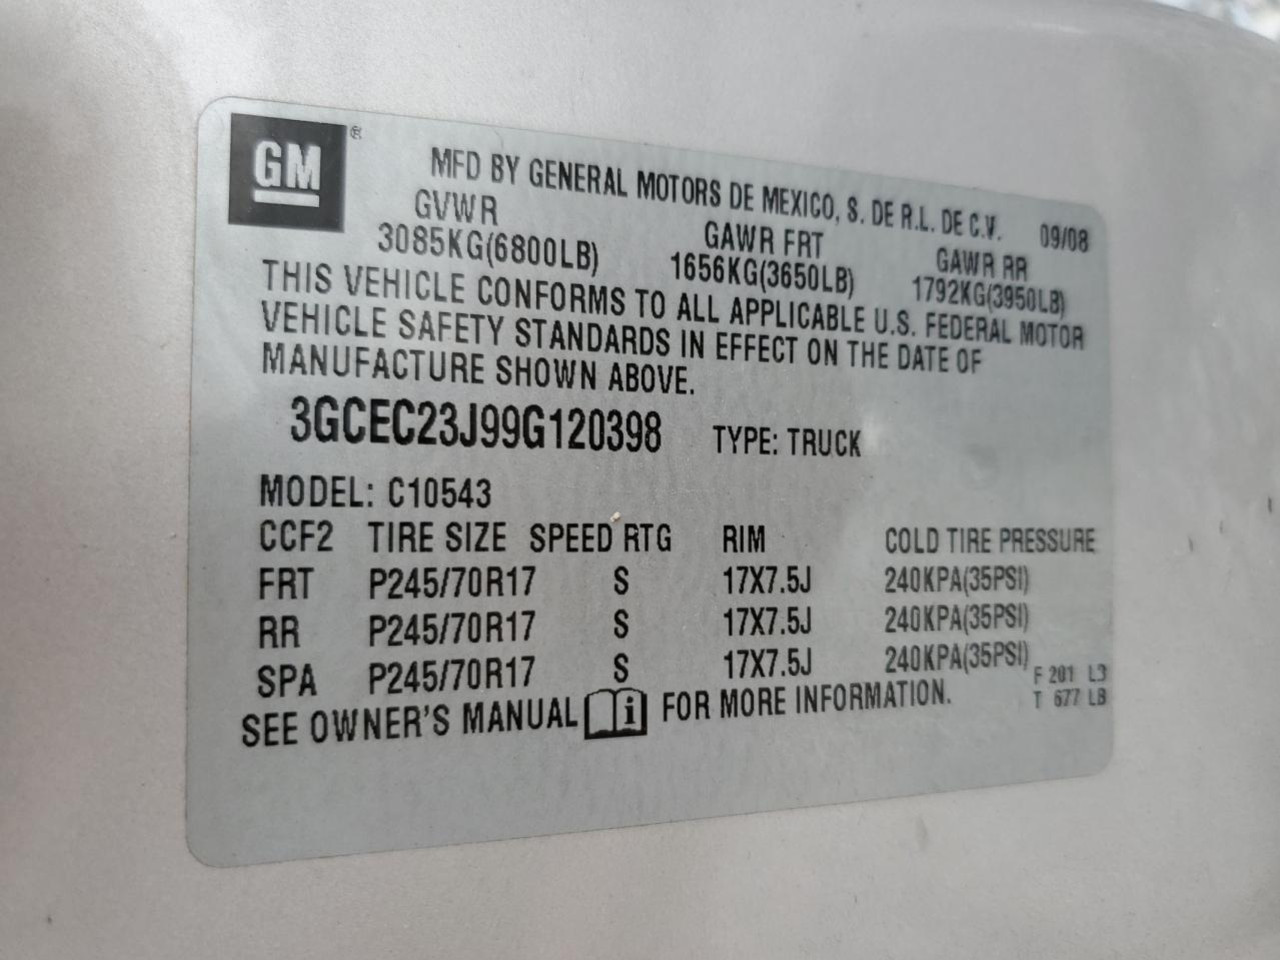 GM ®
MFD BY GENERAL MOTORS DE MEXICO, S. DE R.L. DE C.V. 09/08
GVWR GAWR FRT GAWR RR
3085KG(6800LB) 1656KG(3650LB) 1792KG(3950LB)
THIS VEHICLE CONFORMS TO ALL APPLICABLE U.S. FEDERAL MOTOR
VEHICLE SAFETY STANDARDS IN EFFECT ON THE DATE OF
MANUFACTURE SHOWN ABOVE.
3GCEC23J99G120398 TYPE: TRUCK
MODEL: C10543
CCF2 TIRE SIZE SPEED RTG RIM COLD TIRE PRESSURE
FRT P245/70R17 S 17X7.5J 240KPA(35PSI)
RR P245/70R17 S 17X7.5J 240KPA(35PSI)
SPA P245/70R17 S 17X7.5J 240KPA(35PSI)
F 201 L3
T 677 LB
SEE OWNER'S MANUAL i FOR MORE INFORMATION.